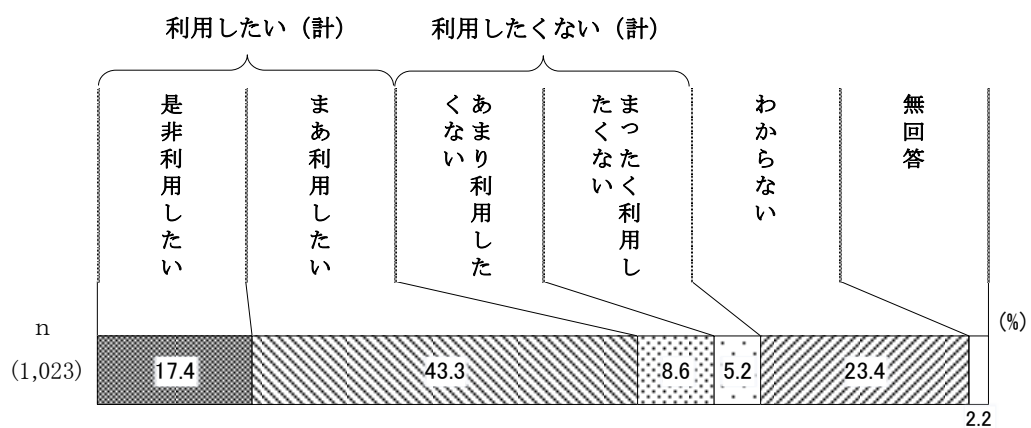 利用したい（計） 利用したくない（計）
是非利用したい
まあ利用したい
あまり利用した
くない
まったく利用し
たくない
わからない
無回答
n
(1,023)
(%)
17.4 43.3 8.6 5.2 23.4
2.2